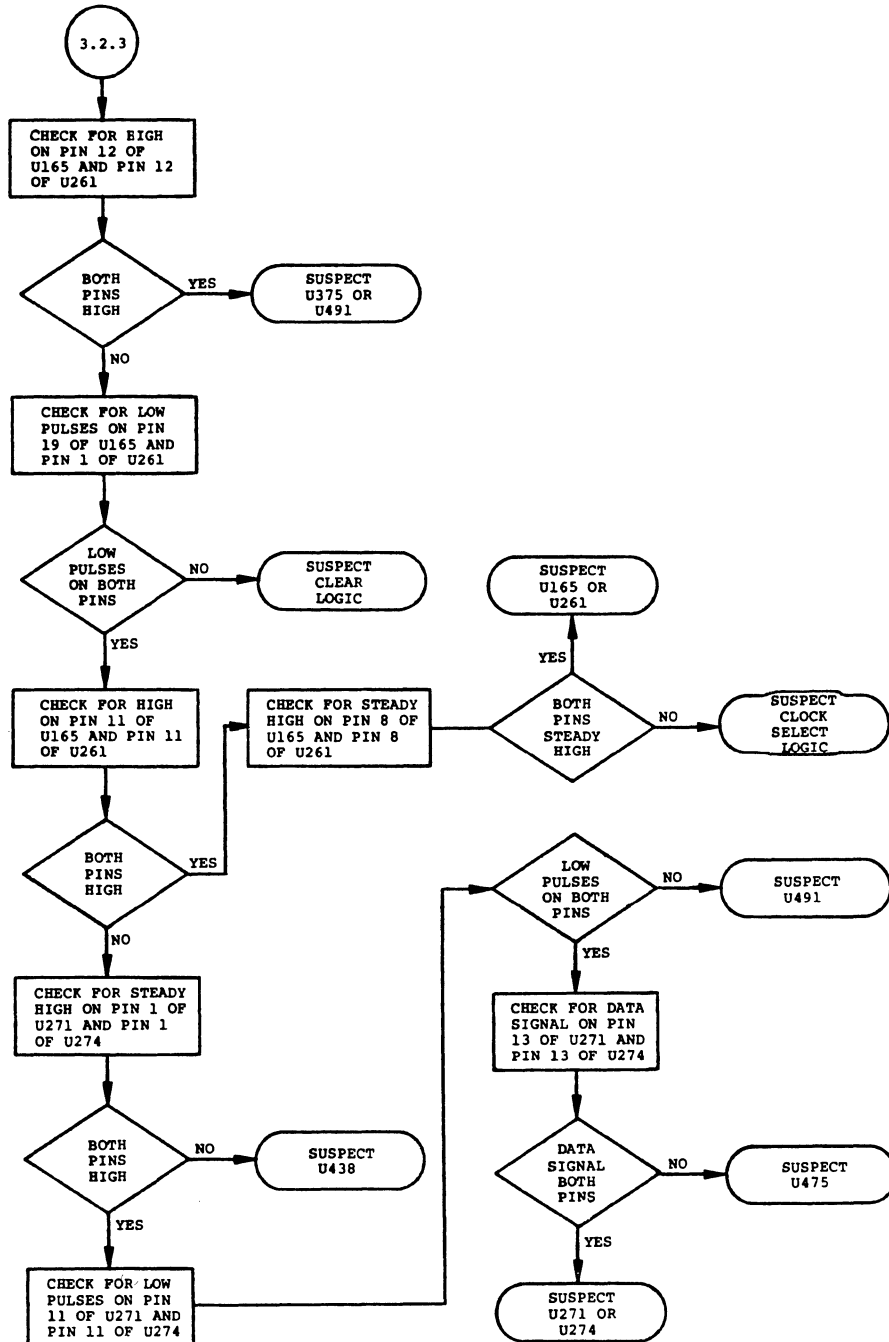 3.2.3
CHECK FOR HIGH
ON PIN 12 OF
U165 AND PIN 12
OF U261
BOTH
PINS
HIGH
YES
SUSPECT
U375 OR
U491
NO
CHECK FOR LOW
PULSES ON PIN
19 OF U165 AND
PIN 1 OF U261
LOW
PULSES
ON BOTH
PINS
NO
SUSPECT
CLEAR
LOGIC
YES
CHECK FOR HIGH
ON PIN 11 OF
U165 AND PIN 11
OF U261
BOTH
PINS
HIGH
YES
CHECK FOR STEADY
HIGH ON PIN 8 OF
U165 AND PIN 8
OF U261
BOTH
PINS
STEADY
HIGH
YES
SUSPECT
U165 OR
U261
NO
SUSPECT
CLOCK
SELECT
LOGIC
NO
CHECK FOR STEADY
HIGH ON PIN 1 OF
U271 AND PIN 1
OF U274
BOTH
PINS
HIGH
NO
SUSPECT
U438
YES
CHECK FOR LOW
PULSES ON PIN
11 OF U271 AND
PIN 11 OF U274
LOW
PULSES
ON BOTH
PINS
NO
SUSPECT
U491
YES
CHECK FOR DATA
SIGNAL ON PIN
13 OF U271 AND
PIN 13 OF U274
DATA
SIGNAL
BOTH
PINS
NO
SUSPECT
U475
YES
SUSPECT
U271 OR
U274